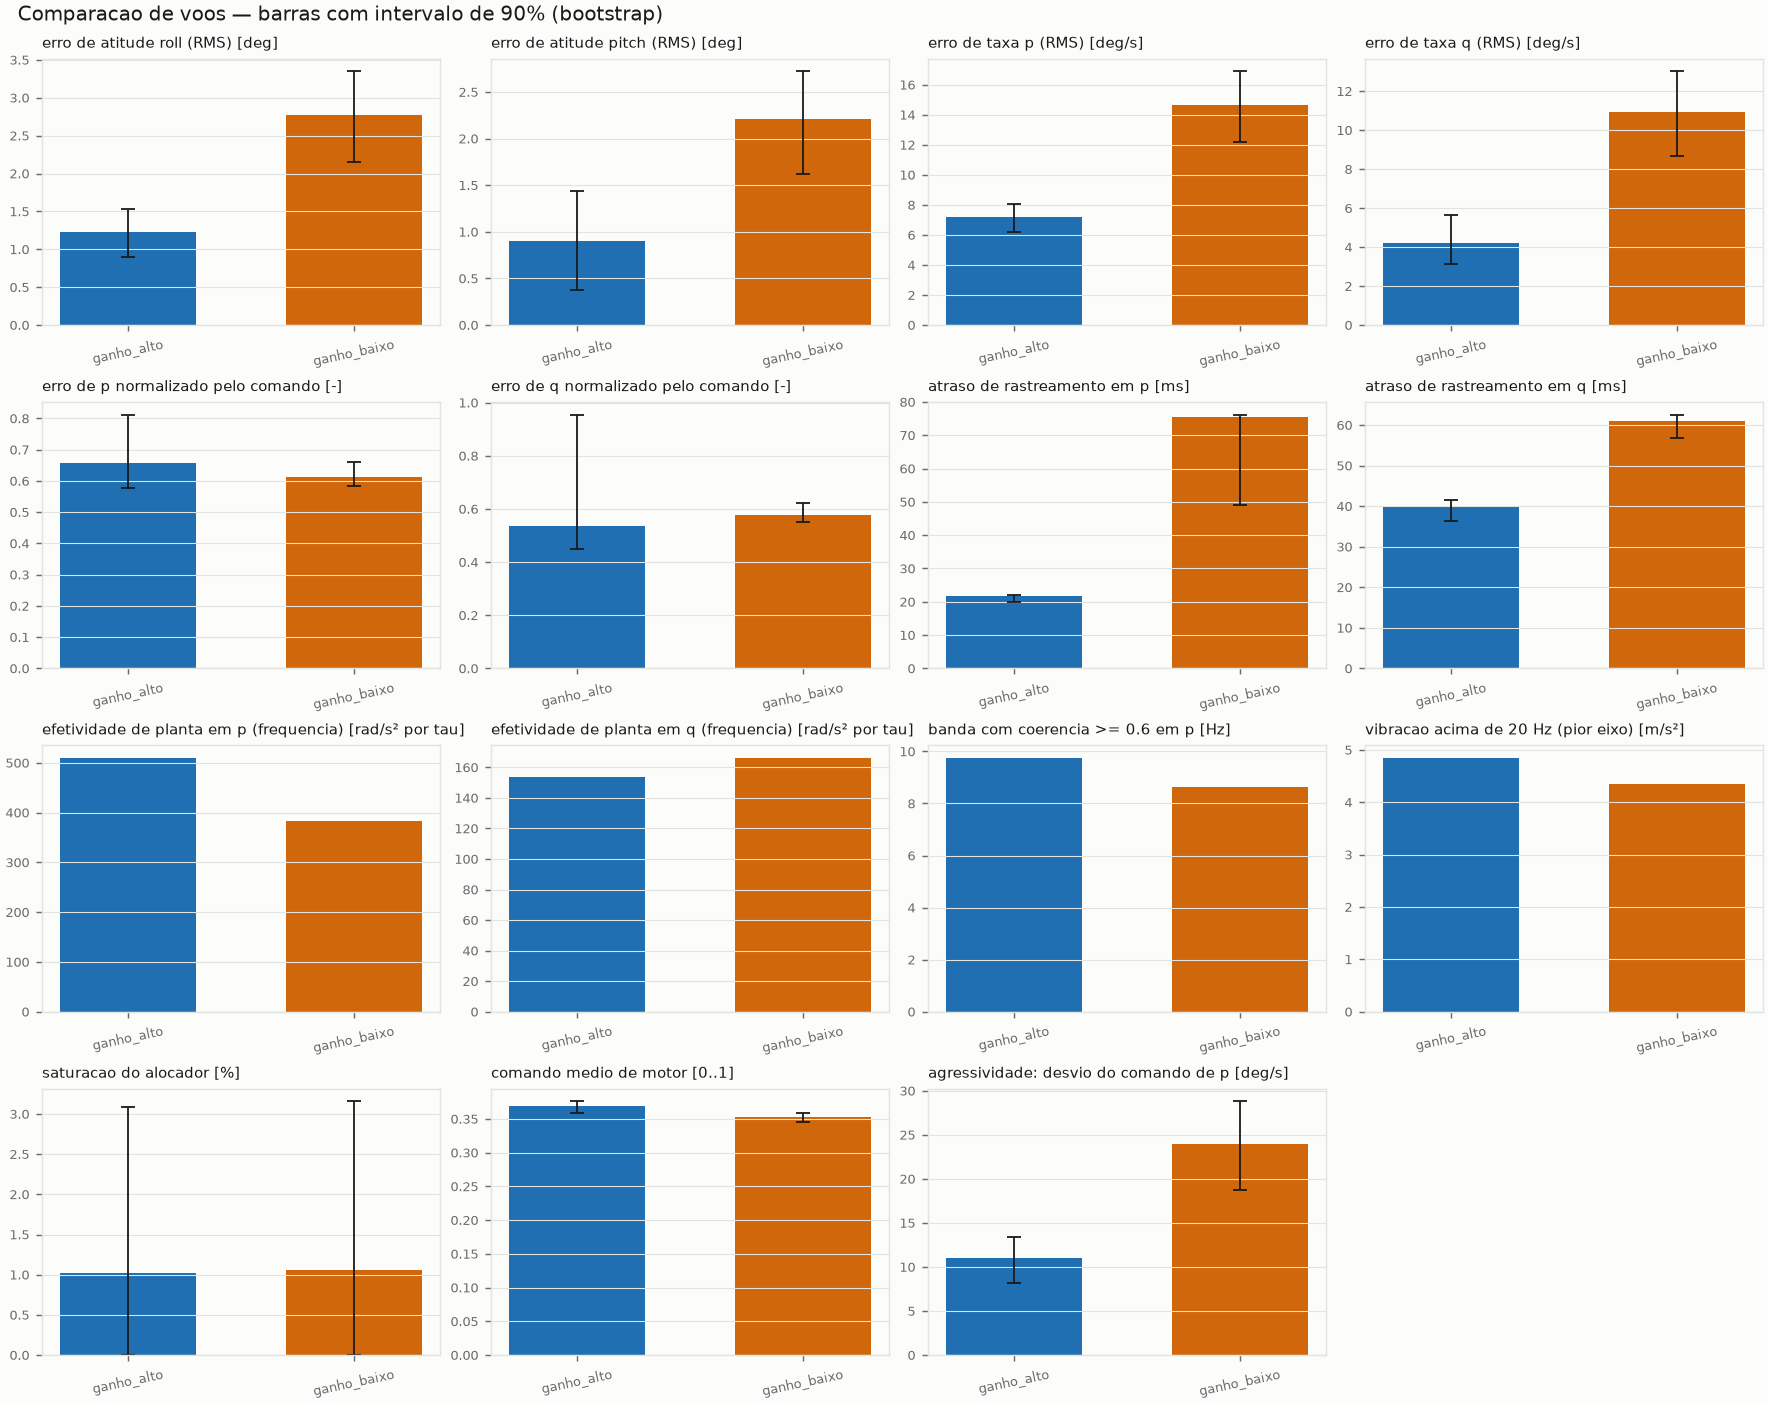 Comparacao de voos — barras com intervalo de 90% (bootstrap)
erro de atitude roll (RMS) [deg]
3.5
3.0
2.5
2.0
1.5
1.0
0.5
0.0
ganho_alto
ganho_baixo
erro de atitude pitch (RMS) [deg]
2.5
2.0
1.5
1.0
0.5
0.0
ganho_alto
ganho_baixo
erro de taxa p (RMS) [deg/s]
16
14
12
10
8
6
4
2
0
ganho_alto
ganho_baixo
erro de taxa q (RMS) [deg/s]
12
10
8
6
4
2
0
ganho_alto
ganho_baixo
erro de p normalizado pelo comando [-]
0.8
0.7
0.6
0.5
0.4
0.3
0.2
0.1
0.0
ganho_alto
ganho_baixo
erro de q normalizado pelo comando [-]
1.0
0.8
0.6
0.4
0.2
0.0
ganho_alto
ganho_baixo
atraso de rastreamento em p [ms]
80
70
60
50
40
30
20
10
0
ganho_alto
ganho_baixo
atraso de rastreamento em q [ms]
60
50
40
30
20
10
0
ganho_alto
ganho_baixo
efetividade de planta em p (frequencia) [rad/s² por tau]
500
400
300
200
100
0
ganho_alto
ganho_baixo
efetividade de planta em q (frequencia) [rad/s² por tau]
160
140
120
100
80
60
40
20
0
ganho_alto
ganho_baixo
banda com coerencia >= 0.6 em p [Hz]
10
8
6
4
2
0
ganho_alto
ganho_baixo
vibracao acima de 20 Hz (pior eixo) [m/s²]
5
4
3
2
1
0
ganho_alto
ganho_baixo
saturacao do alocador [%]
3.0
2.5
2.0
1.5
1.0
0.5
0.0
ganho_alto
ganho_baixo
comando medio de motor [0..1]
0.35
0.30
0.25
0.20
0.15
0.10
0.05
0.00
ganho_alto
ganho_baixo
agressividade: desvio do comando de p [deg/s]
30
25
20
15
10
5
0
ganho_alto
ganho_baixo